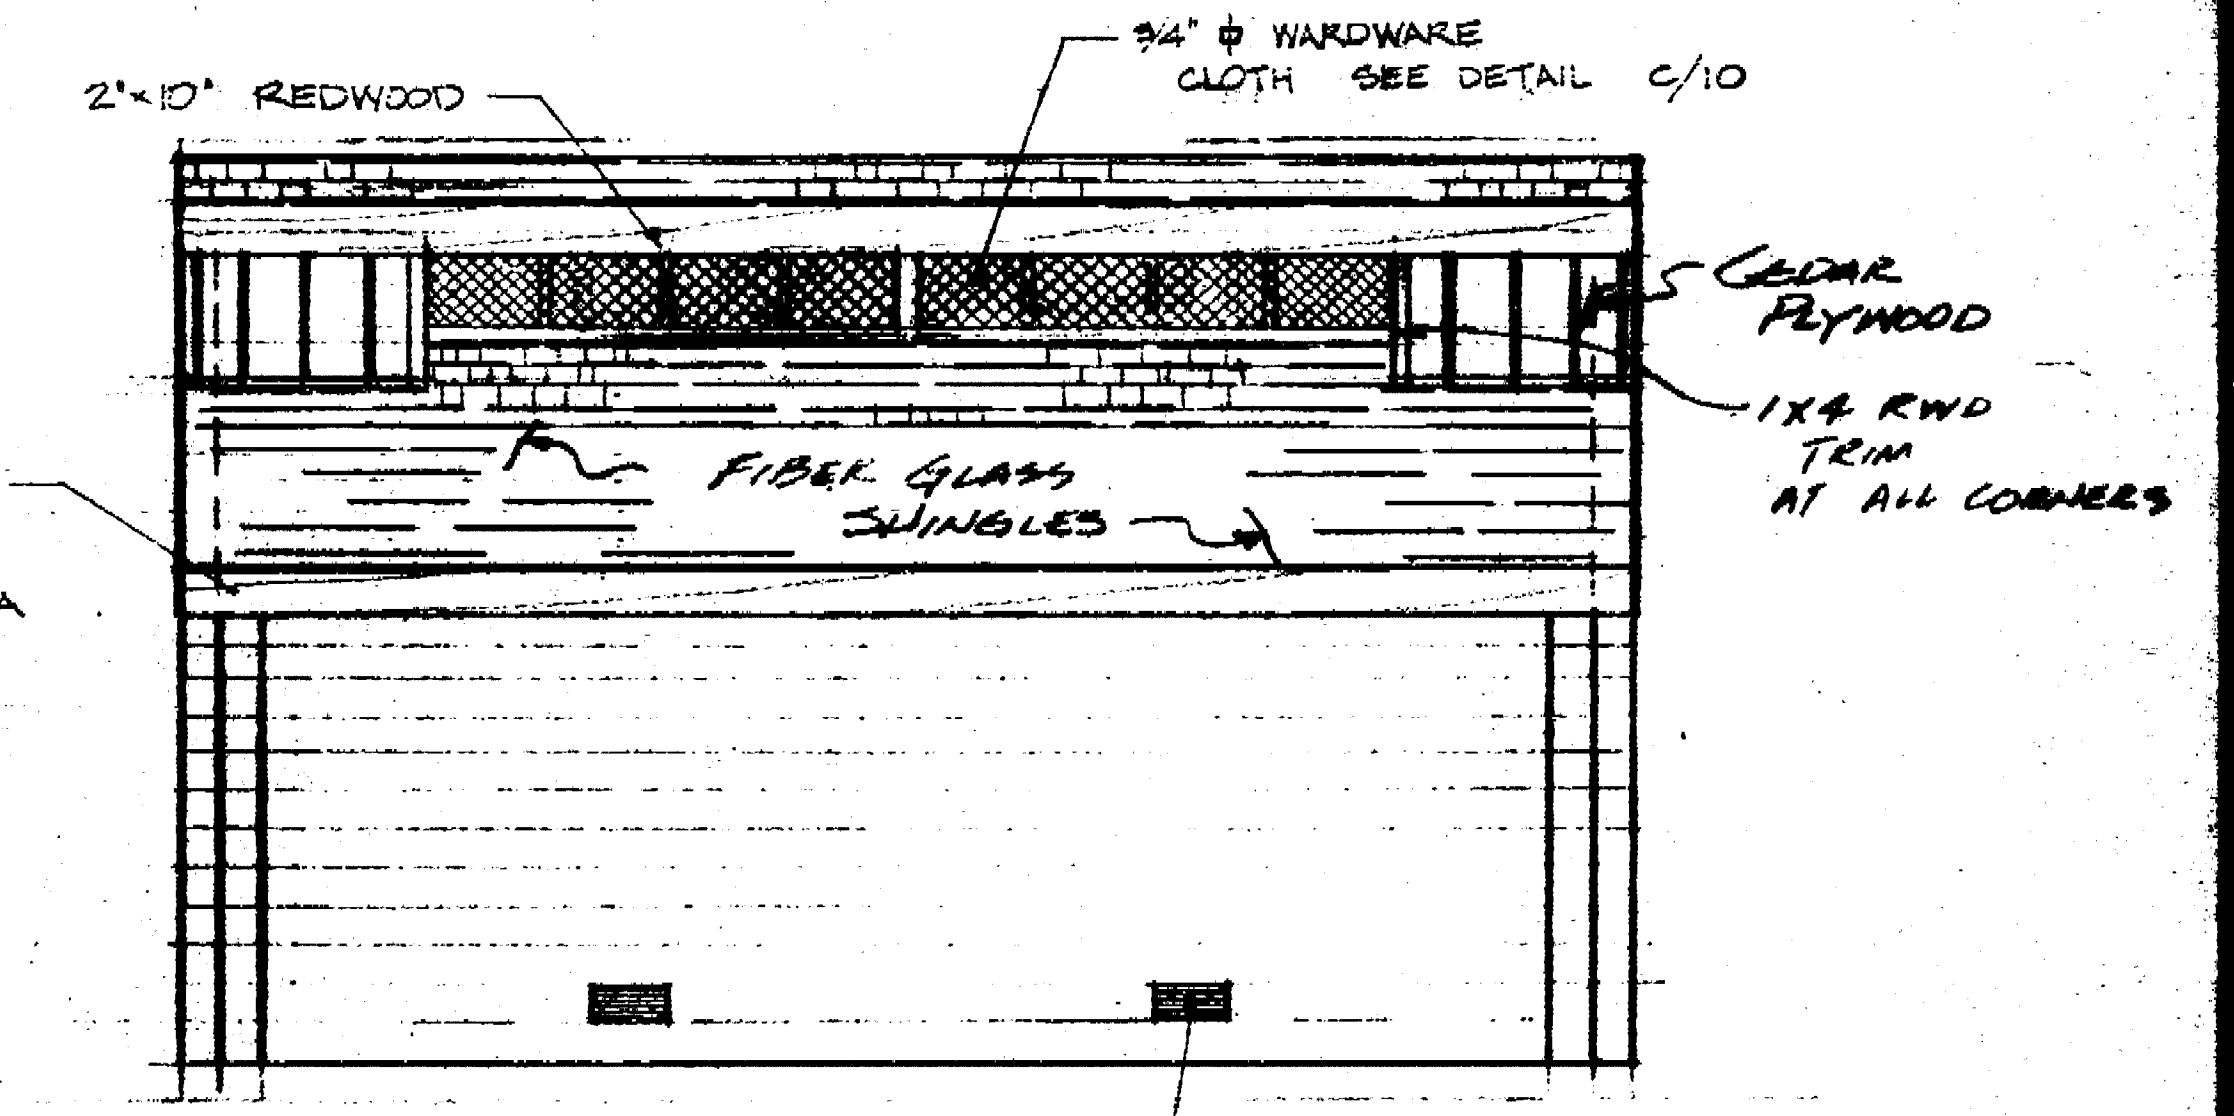 3/4" ⌽ WARDWARE
CLOTH SEE DETAIL C/10
2"x10" REDWOOD
CEDAR
PLYWOOD
1X4 RWD
TRIM
AT ALL CORNERS
FIBER GLASS
SHINGLES